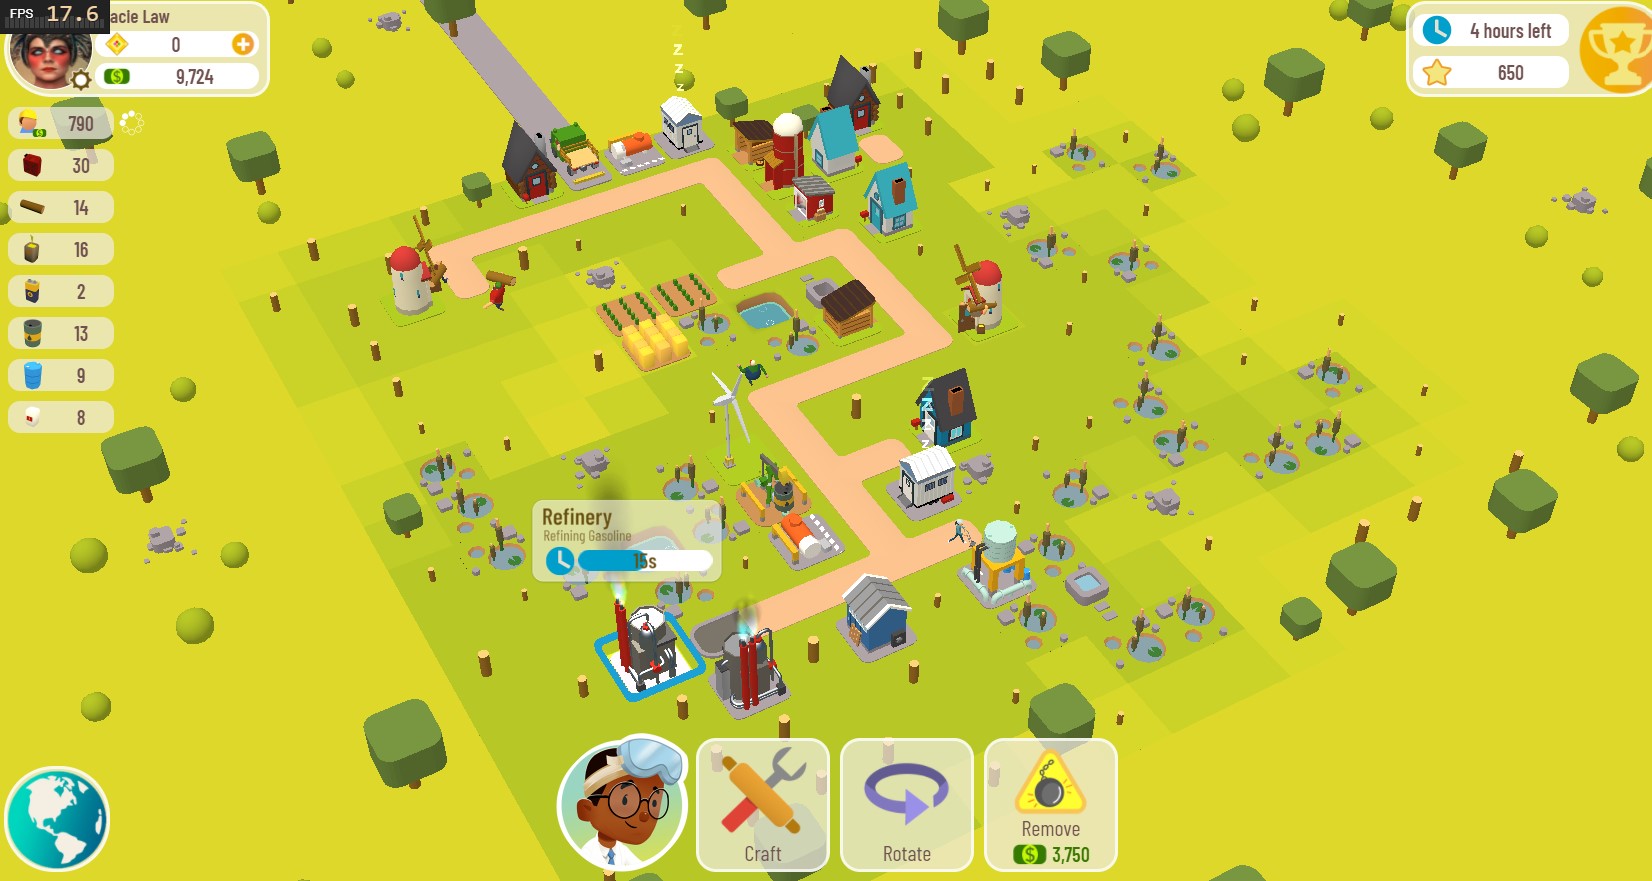 FPS 17.6
acie Law
0
9,724
4 hours left
650
790
30
14
16
2
13
9
8
z
z
z
Refinery
Refining Gasoline
15s
Craft
Rotate
Remove
3,750